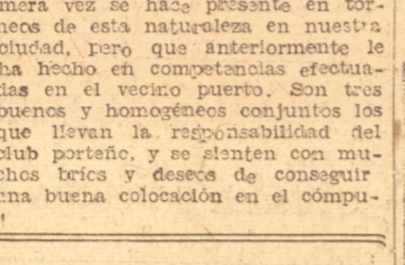 mera vez se hace presente en tor-
neos de esta naturaleza en nuestra
ciudad, pero que anteriormente le
ha hecho en competencias efectua-
das en el vecino puerto. Son tres
buenos y homogéneos conjuntos los
que llevan la responsabilidad del
club porteño, y se sienten con mu-
chos bríos y deseos de conseguir
una buena colocación en el cómpu-